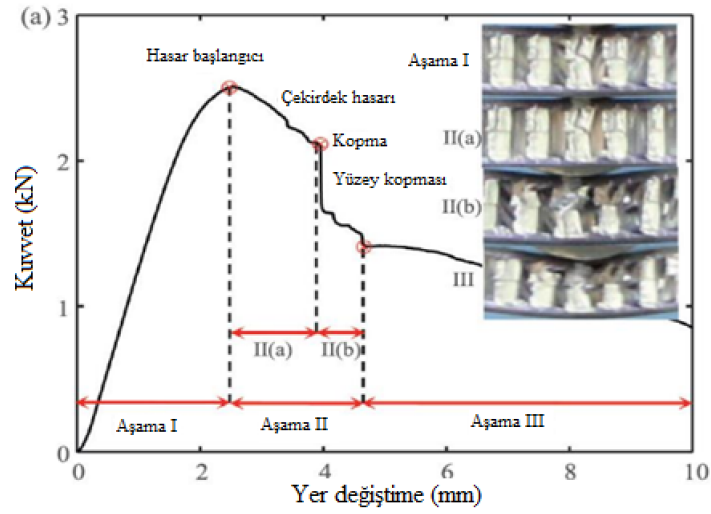 (a)
3
2
1
0
Kuvvet (kN)
Hasar başlangıcı
Çekirdek hasarı
Kopma
Yüzey kopması
Aşama I
II(a)
II(b)
III
II(a)
II(b)
Aşama I
Aşama II
Aşama III
0
2
4
6
8
10
Yer değiştime (mm)